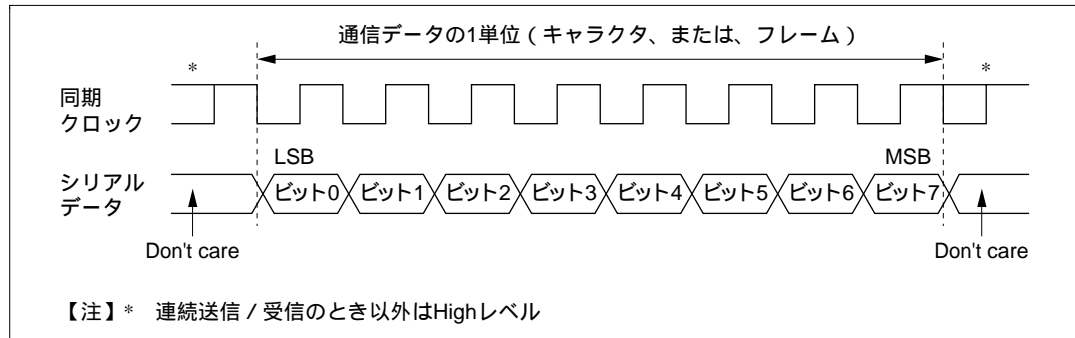 通信データの1単位（キャラクタ、または、フレーム）
*
*
同期
クロック
LSB
MSB
シリアル
データ
ビット0 ビット1 ビット2 ビット3 ビット4 ビット5 ビット6 ビット7
Don't care
Don't care
【注】* 連続送信／受信のとき以外はHighレベル